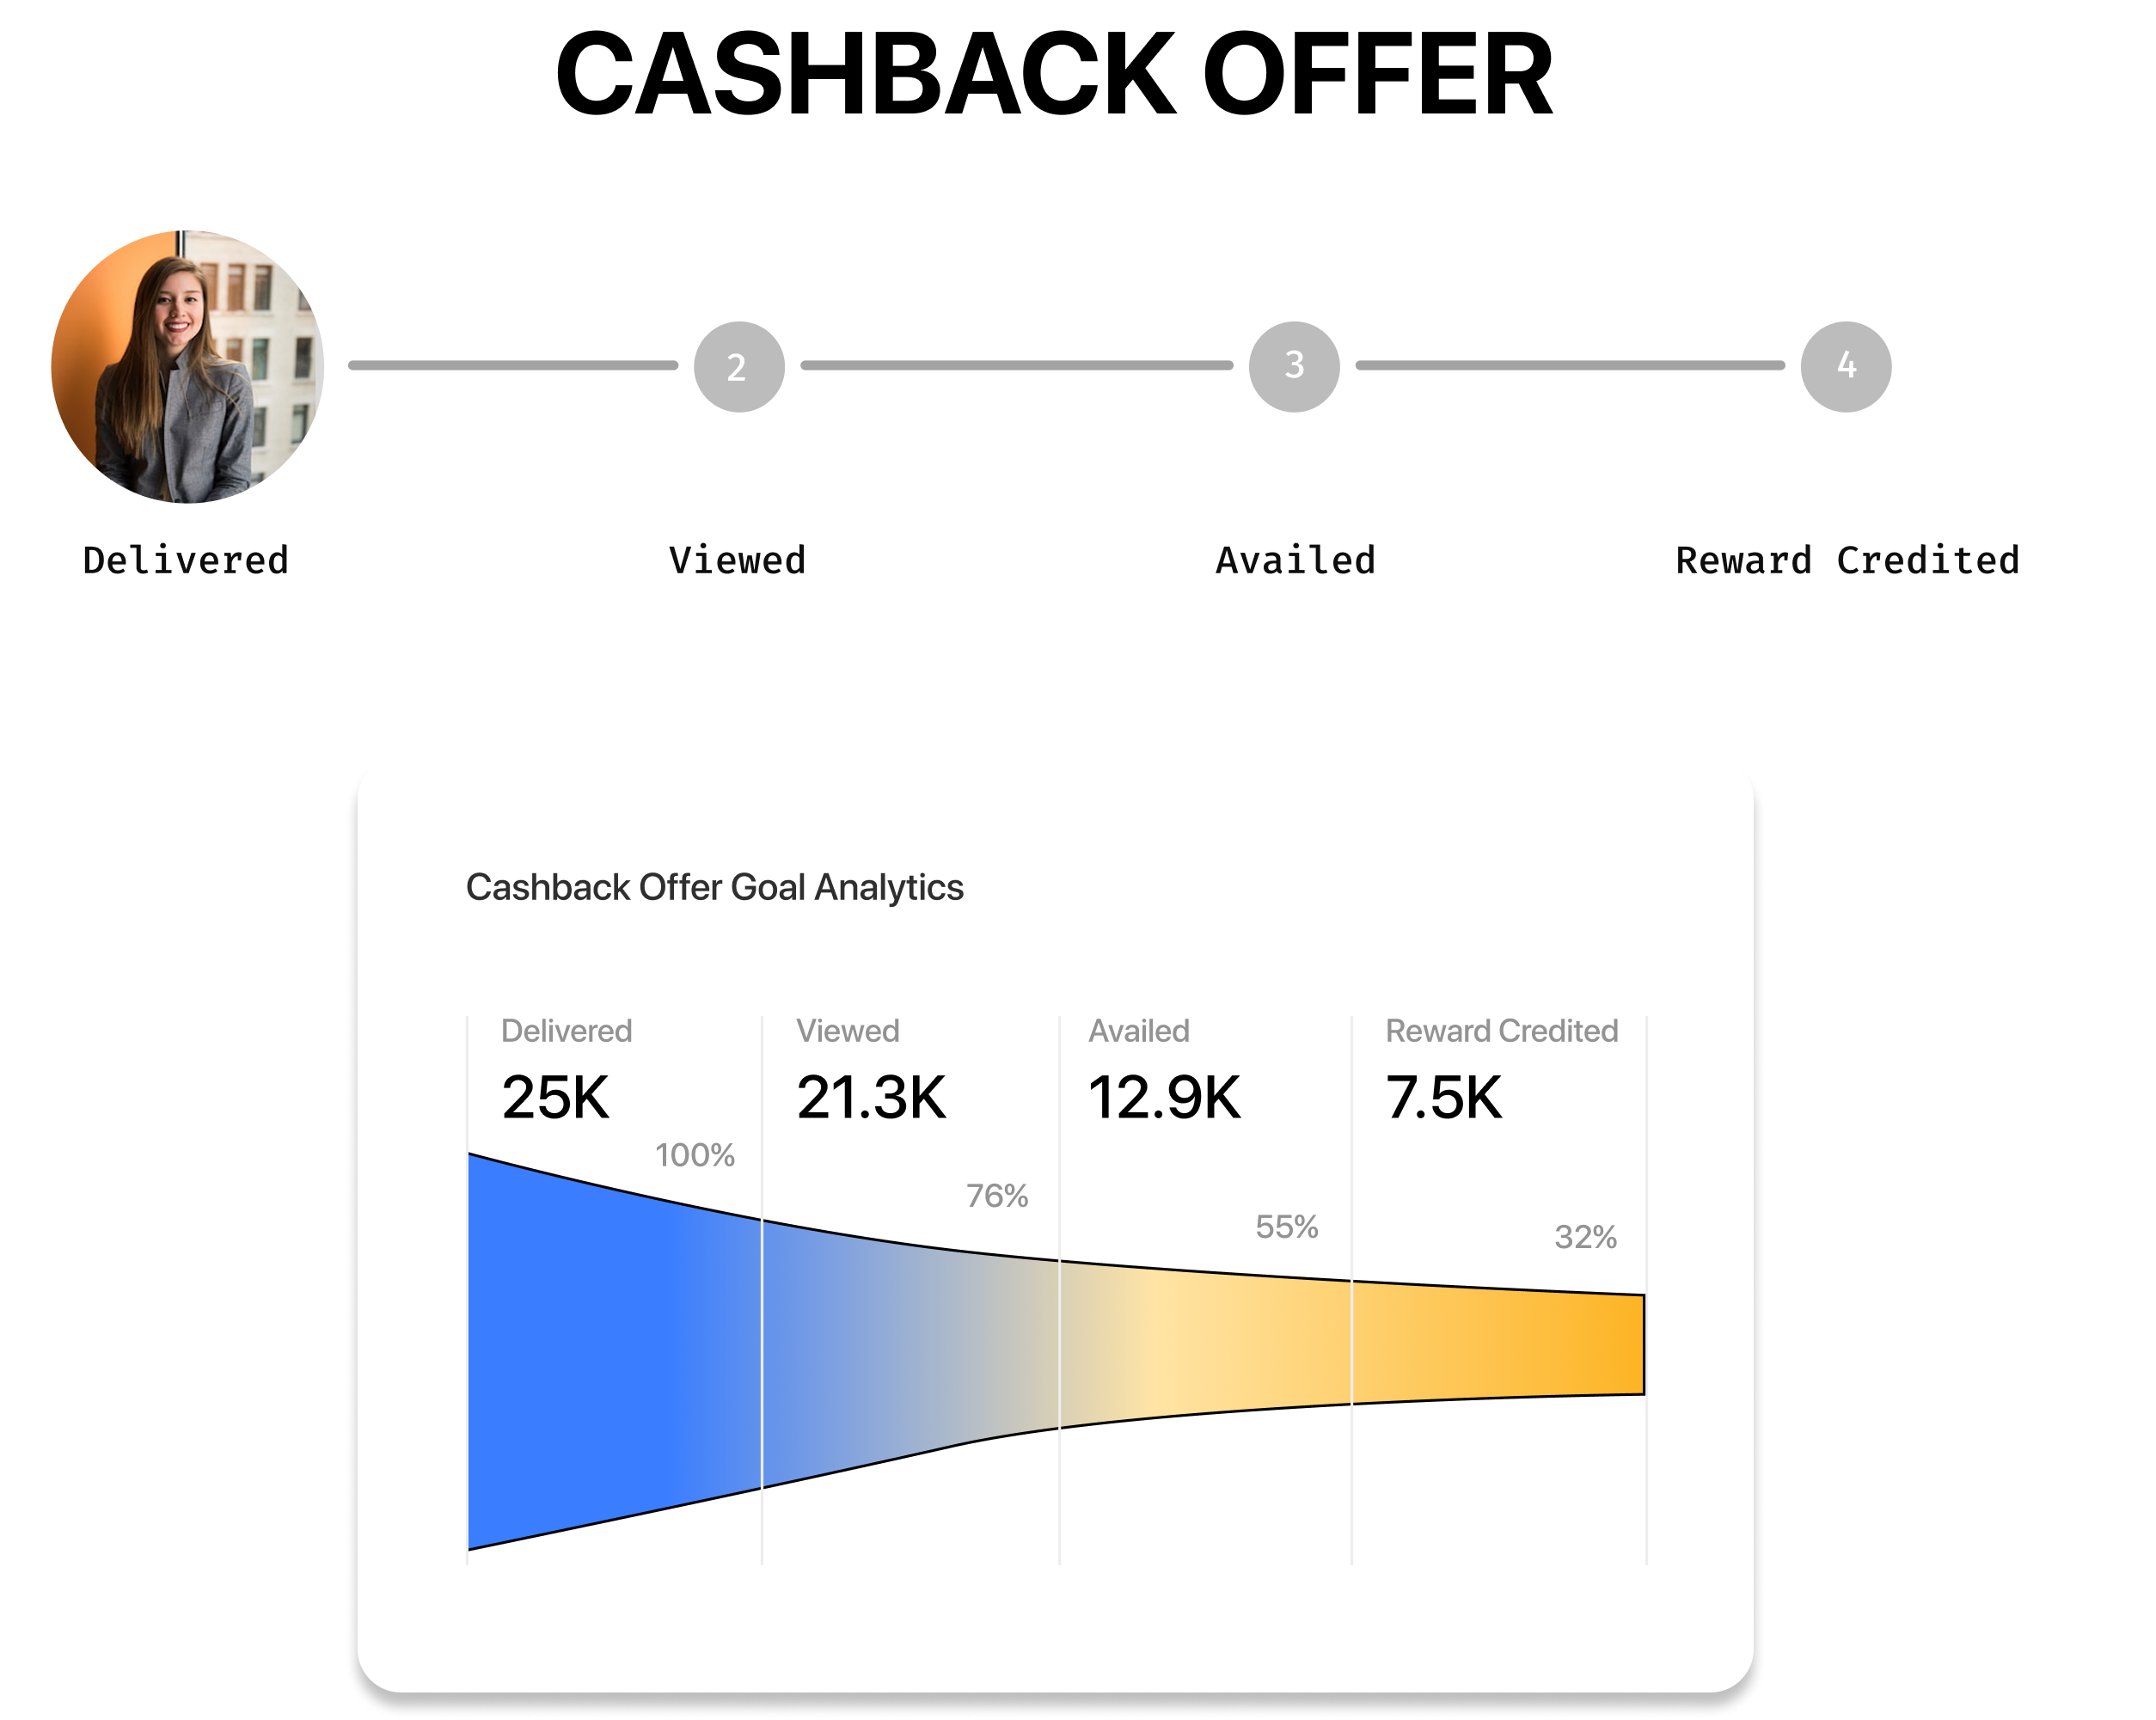 CASHBACK OFFER
2
3
4
Delivered
Viewed
Availed
Reward Credited
Cashback Offer Goal Analytics
Delivered
Viewed
Availed
Reward Credited
25K
21.3K
12.9K
7.5K
100%
76%
55%
32%